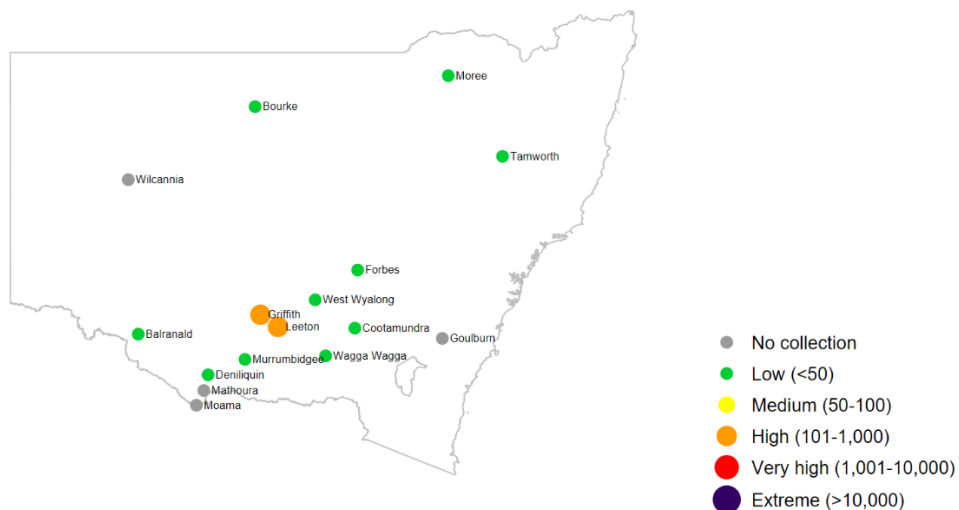 Moree
Bourke
Tamworth
Wilcannia
Forbes
West Wyalong
Griffith
Leeton
Cootamundra
Balranald
Goulburn
Murrumbidgee
Wagga Wagga
Deniliquin
Mathoura
Moama
No collection
Low (<50)
Medium (50-100)
High (101-1,000)
Very high (1,001-10,000)
Extreme (>10,000)